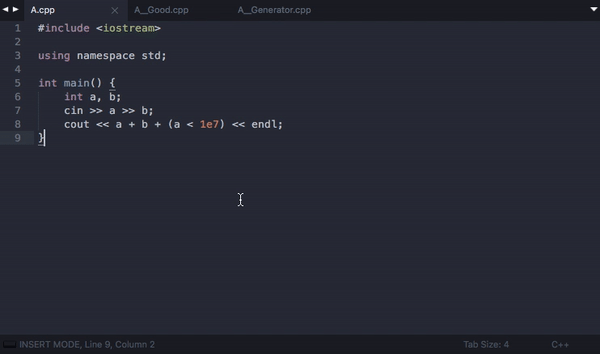 A.cpp A__Good.cpp A__Generator.cpp
1 #include <iostream>
2
3 using namespace std;
4
5 int main() {
6 int a, b;
7 cin >> a >> b;
8 cout << a + b + (a < 1e7) << endl;
9 }
INSERT MODE, Line 9, Column 2 Tab Size: 4 C++